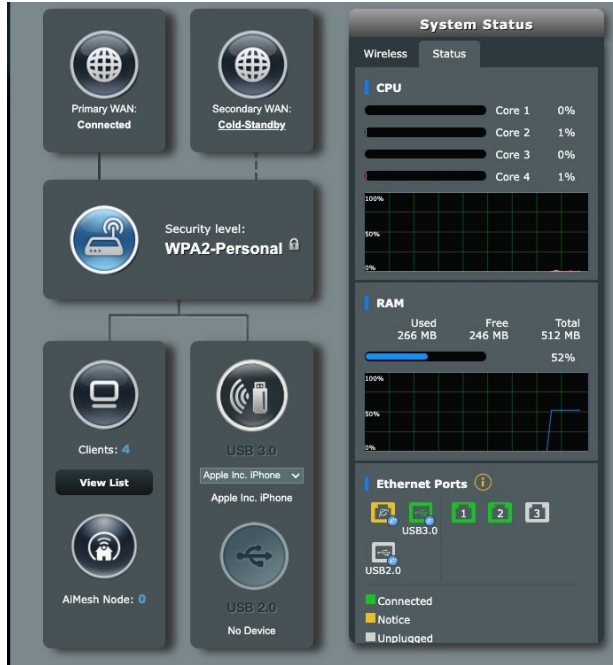 Primary WAN:
Connected
Secondary WAN:
Cold-Standby
Security level:
WPA2-Personal
Clients: 4
View List
AiMesh Node: 0
USB 3.0
Apple Inc. iPhone
Apple Inc. iPhone
USB 2.0
No Device
System Status
Wireless Status
CPU
Core 1 0%
Core 2 1%
Core 3 0%
Core 4 1%
100%
50%
0%
RAM
Used Free Total
266 MB 246 MB 512 MB
52%
100%
50%
0%
Ethernet Ports
1 2 3
USB3.0
USB2.0
Connected
Notice
Unplugged